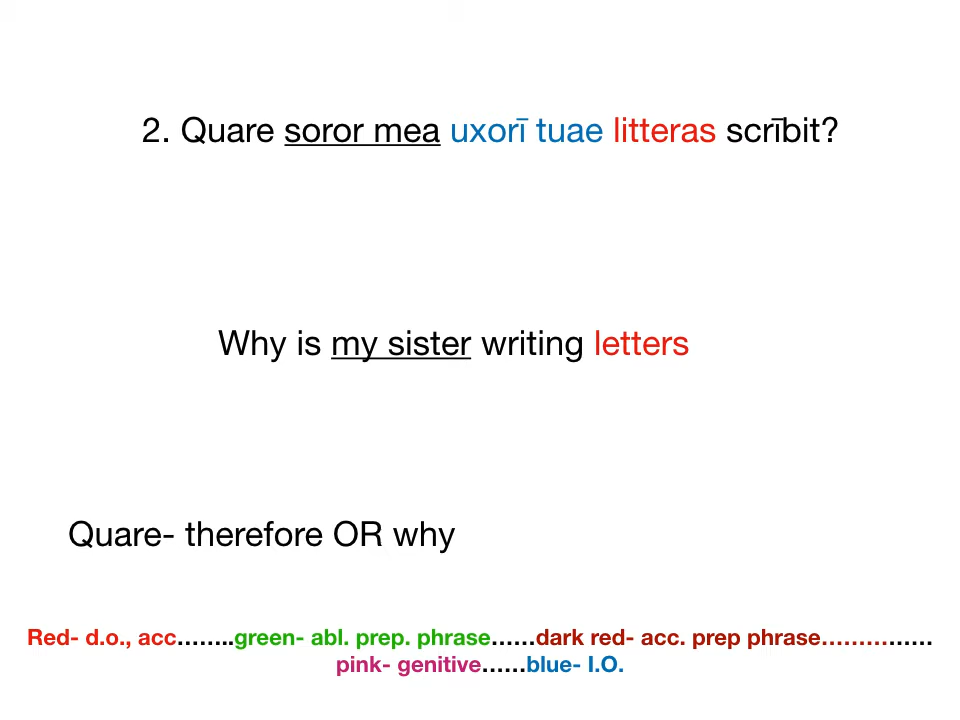 2. Quare soror mea uxorī tuae litteras scrībit?
Why is my sister writing letters
Quare- therefore OR why
Red- d.o., acc……..green- abl. prep. phrase……dark red- acc. prep phrase……………
pink- genitive……blue- I.O.